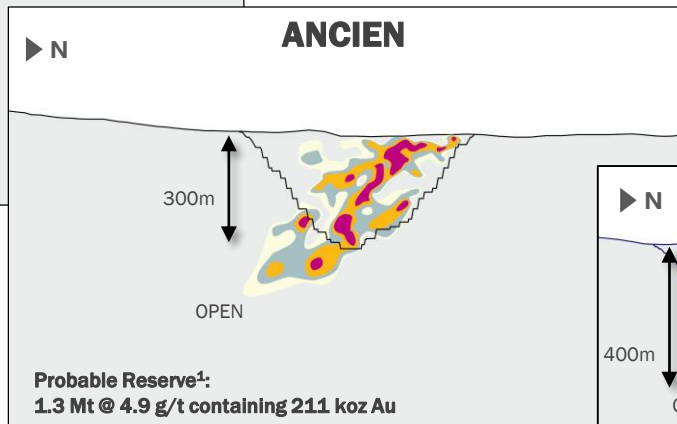 ANCIEN
N
300m
OPEN
Probable Reserve¹:
1.3 Mt @ 4.9 g/t containing 211 koz Au
N
400m